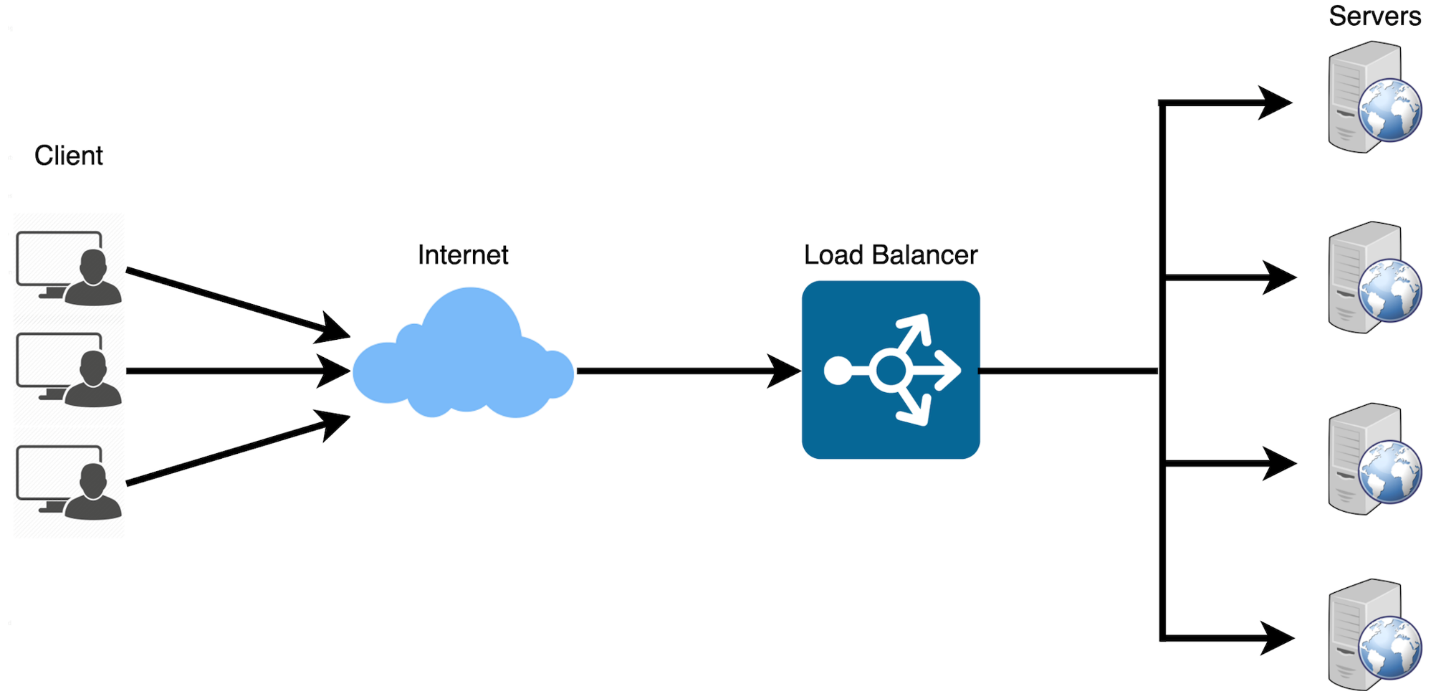 Servers
Client
Internet
Load Balancer